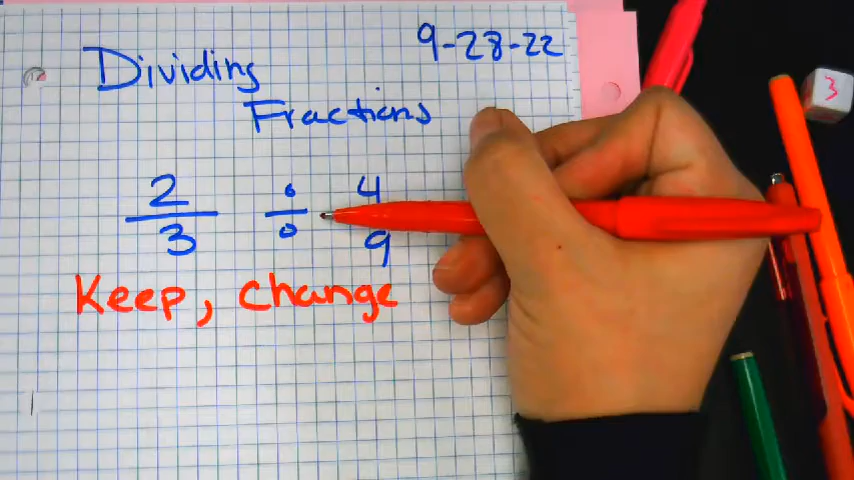 9-28-22
Dividing
Fractions
2/3 ÷ 4/9
Keep, change
3